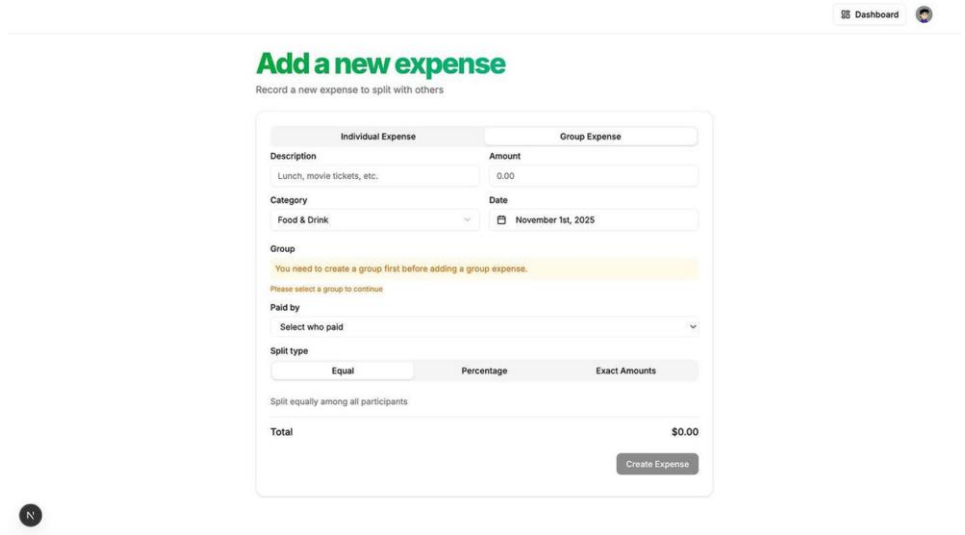 Dashboard
Add a new expense
Record a new expense to split with others
Individual Expense
Group Expense
Description
Amount
Lunch, movie tickets, etc.
0.00
Category
Date
Food & Drink
November 1st, 2025
Group
You need to create a group first before adding a group expense.
Please select a group to continue
Paid by
Select who paid
Split type
Equal
Percentage
Exact Amounts
Split equally among all participants
Total
$0.00
Create Expense
N